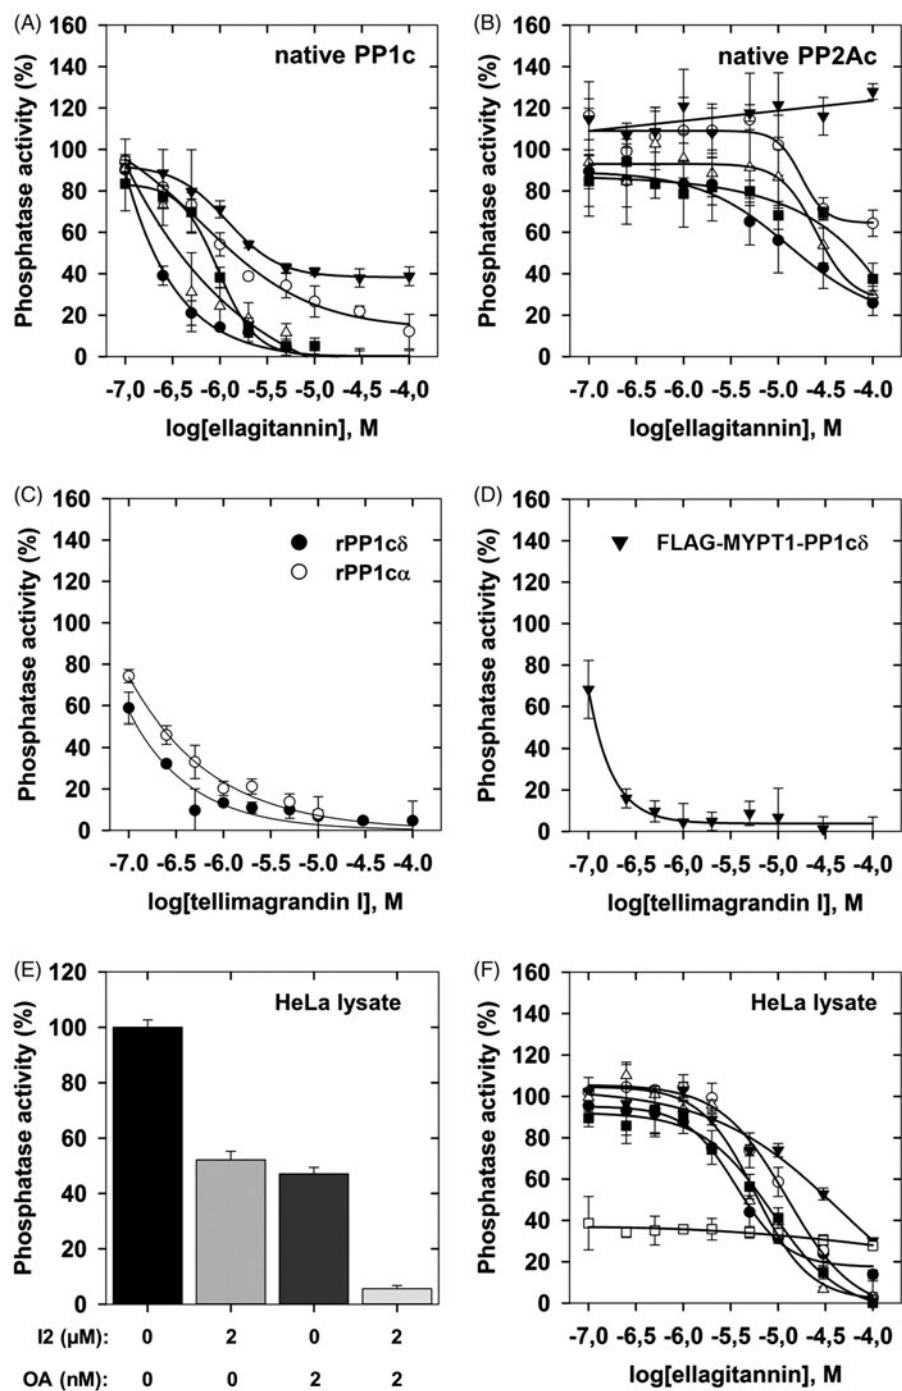 (A)
native PP1c
Phosphatase activity (%)
160
140
120
100
80
60
40
20
0
-7,0 -6,5 -6,0 -5,5 -5,0 -4,5 -4,0
log[ellagitannin], M
(B)
native PP2Ac
Phosphatase activity (%)
160
140
120
100
80
60
40
20
0
-7.0 -6.5 -6.0 -5.5 -5.0 -4.5 -4.0
log[ellagitannin], M
(C)
rPP1cδ
rPP1cα
Phosphatase activity (%)
160
140
120
100
80
60
40
20
0
-7.0 -6.5 -6.0 -5.5 -5.0 -4.5 -4.0
log[tellimagrandin I], M
(D)
FLAG-MYPT1-PP1cδ
Phosphatase activity (%)
160
140
120
100
80
60
40
20
0
-7,0 -6,5 -6,0 -5,5 -5,0 -4,5 -4,0
log[tellimagrandin I], M
(E)
HeLa lysate
Phosphatase activity (%)
120
100
80
60
40
20
0
I2 (µM): 0 2 0 2
OA (nM): 0 0 2 2
(F)
HeLa lysate
Phosphatase activity (%)
160
140
120
100
80
60
40
20
0
-7,0 -6,5 -6,0 -5,5 -5,0 -4,5 -4,0
log[ellagitannin], M